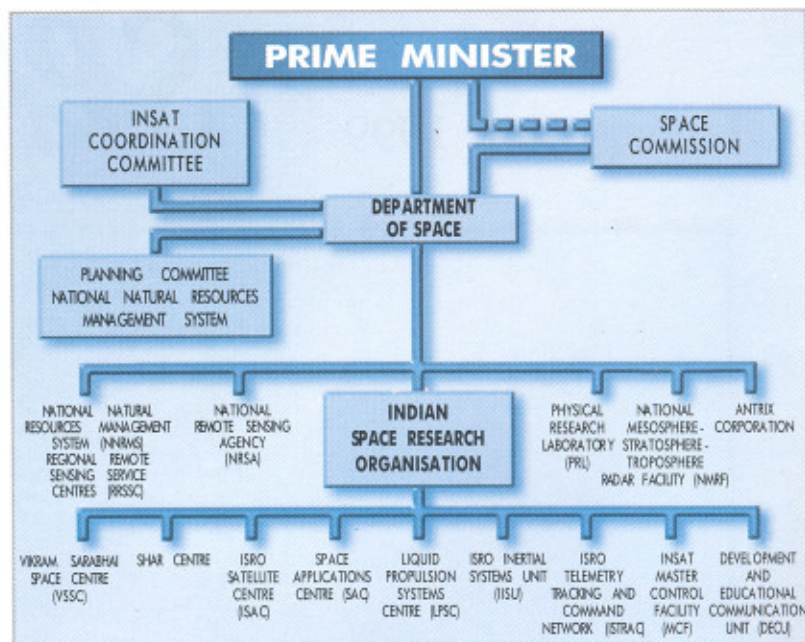 PRIME MINISTER
INSAT
COORDINATION
COMMITTEE
SPACE
COMMISSION
DEPARTMENT
OF SPACE
PLANNING COMMITTEE
NATIONAL NATURAL RESOURCES
MANAGEMENT SYSTEM
NATIONAL NATURAL
RESOURCES MANAGEMENT
SYSTEM (NNRMS)
REGIONAL REMOTE
SENSING SERVICE
CENTRES (RRSSC)
NATIONAL
REMOTE SENSING
AGENCY
(NRSA)
INDIAN
SPACE RESEARCH
ORGANISATION
PHYSICAL
RESEARCH
LABORATORY
(PRL)
NATIONAL
MESOSPHERE-
STRATOSPHERE-
TROPOSPHERE
RADAR FACILITY (NMRF)
ANTRIX
CORPORATION
VIKRAM SARABHAI
SPACE CENTRE
(VSSC)
SHAR CENTRE
ISRO
SATELLITE
CENTRE
(ISAC)
SPACE
APPLICATIONS
CENTRE (SAC)
LIQUID
PROPULSION
SYSTEMS
CENTRE (LPSC)
ISRO INERTIAL
SYSTEMS UNIT
(IISU)
ISRO
TELEMETRY
TRACKING AND
COMMAND
NETWORK (ISTRAC)
INSAT
MASTER
CONTROL
FACILITY
(MCF)
DEVELOPMENT
AND
EDUCATIONAL
COMMUNICATION
UNIT (DECU)